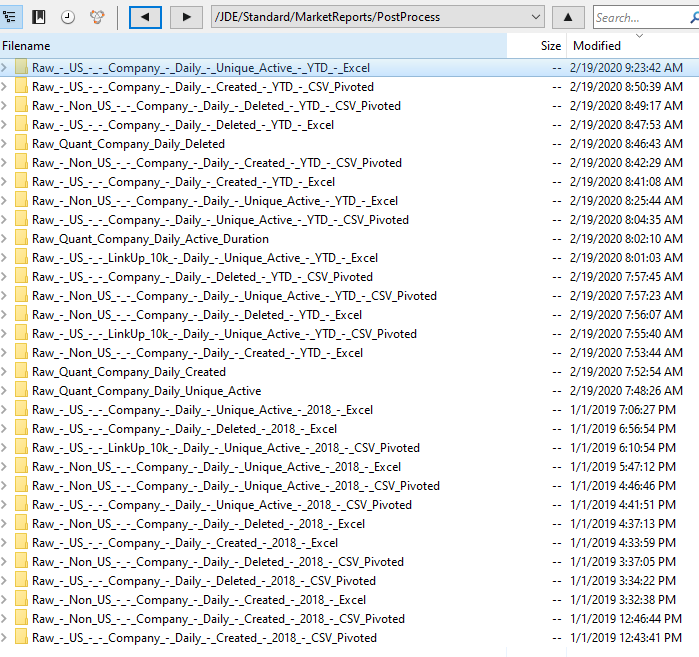 /JDE/Standard/MarketReports/PostProcess Search...
Filename Size Modified
Raw_-_US_-_-_Company_-_Daily_-_Unique_Active_-_YTD_-_Excel -- 2/19/2020 9:23:42 AM
Raw_-_US_-_-_Company_-_Daily_-_Created_-_YTD_-_CSV_Pivoted -- 2/19/2020 8:50:39 AM
Raw_-_Non_US_-_-_Company_-_Daily_-_Deleted_-_YTD_-_CSV_Pivoted -- 2/19/2020 8:49:17 AM
Raw_-_US_-_-_Company_-_Daily_-_Deleted_-_YTD_-_Excel -- 2/19/2020 8:47:53 AM
Raw_Quant_Company_Daily_Deleted -- 2/19/2020 8:46:43 AM
Raw_-_Non_US_-_-_Company_-_Daily_-_Created_-_YTD_-_CSV_Pivoted -- 2/19/2020 8:42:29 AM
Raw_-_US_-_-_Company_-_Daily_-_Created_-_YTD_-_Excel -- 2/19/2020 8:41:08 AM
Raw_-_Non_US_-_-_Company_-_Daily_-_Unique_Active_-_YTD_-_Excel -- 2/19/2020 8:25:44 AM
Raw_-_US_-_-_Company_-_Daily_-_Unique_Active_-_YTD_-_CSV_Pivoted -- 2/19/2020 8:04:35 AM
Raw_Quant_Company_Daily_Active_Duration -- 2/19/2020 8:02:10 AM
Raw_-_US_-_-_LinkUp_10k_-_Daily_-_Unique_Active_-_YTD_-_Excel -- 2/19/2020 8:01:03 AM
Raw_-_US_-_-_Company_-_Daily_-_Deleted_-_YTD_-_CSV_Pivoted -- 2/19/2020 7:57:45 AM
Raw_-_Non_US_-_-_Company_-_Daily_-_Unique_Active_-_YTD_-_CSV_Pivoted -- 2/19/2020 7:57:23 AM
Raw_-_Non_US_-_-_Company_-_Daily_-_Deleted_-_YTD_-_Excel -- 2/19/2020 7:56:07 AM
Raw_-_US_-_-_LinkUp_10k_-_Daily_-_Unique_Active_-_YTD_-_CSV_Pivoted -- 2/19/2020 7:55:40 AM
Raw_-_Non_US_-_-_Company_-_Daily_-_Created_-_YTD_-_Excel -- 2/19/2020 7:53:44 AM
Raw_Quant_Company_Daily_Created -- 2/19/2020 7:52:54 AM
Raw_Quant_Company_Daily_Unique_Active -- 2/19/2020 7:48:26 AM
Raw_-_US_-_-_Company_-_Daily_-_Unique_Active_-_2018_-_Excel -- 1/1/2019 7:06:27 PM
Raw_-_US_-_-_Company_-_Daily_-_Deleted_-_2018_-_Excel -- 1/1/2019 6:56:54 PM
Raw_-_US_-_-_LinkUp_10k_-_Daily_-_Unique_Active_-_2018_-_CSV_Pivoted -- 1/1/2019 6:10:54 PM
Raw_-_Non_US_-_-_Company_-_Daily_-_Unique_Active_-_2018_-_Excel -- 1/1/2019 5:47:12 PM
Raw_-_Non_US_-_-_Company_-_Daily_-_Unique_Active_-_2018_-_CSV_Pivoted -- 1/1/2019 4:46:46 PM
Raw_-_US_-_-_Company_-_Daily_-_Unique_Active_-_2018_-_CSV_Pivoted -- 1/1/2019 4:41:51 PM
Raw_-_Non_US_-_-_Company_-_Daily_-_Deleted_-_2018_-_Excel -- 1/1/2019 4:37:13 PM
Raw_-_US_-_-_Company_-_Daily_-_Created_-_2018_-_Excel -- 1/1/2019 4:33:59 PM
Raw_-_Non_US_-_-_Company_-_Daily_-_Deleted_-_2018_-_CSV_Pivoted -- 1/1/2019 3:37:05 PM
Raw_-_US_-_-_Company_-_Daily_-_Deleted_-_2018_-_CSV_Pivoted -- 1/1/2019 3:34:22 PM
Raw_-_Non_US_-_-_Company_-_Daily_-_Created_-_2018_-_Excel -- 1/1/2019 3:32:38 PM
Raw_-_Non_US_-_-_Company_-_Daily_-_Created_-_2018_-_CSV_Pivoted -- 1/1/2019 12:46:44 PM
Raw_-_US_-_-_Company_-_Daily_-_Created_-_2018_-_CSV_Pivoted -- 1/1/2019 12:43:41 PM